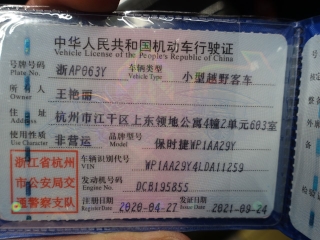 中华人民共和国机动车行驶证
Vehicle License of the People's Republic of China
号牌号码 浙AP063Y 车辆类型 小型越野客车
Plate No. Vehicle Type
所有人 王艳丽
Owner
住址 杭州市江干区上东领地公寓4幢2单元603室
Address
使用性质 非营运 品牌型号 保时捷WP1AA29Y
Use Character Model
浙江省杭州
市公安局交
通警察支队
车辆识别代号 WP1AA29Y4LDA11259
VIN
发动机号码 DCB195855
Engine No.
注册日期 2020-04-27 发证日期 2021-09-24
Register Date Issue Date